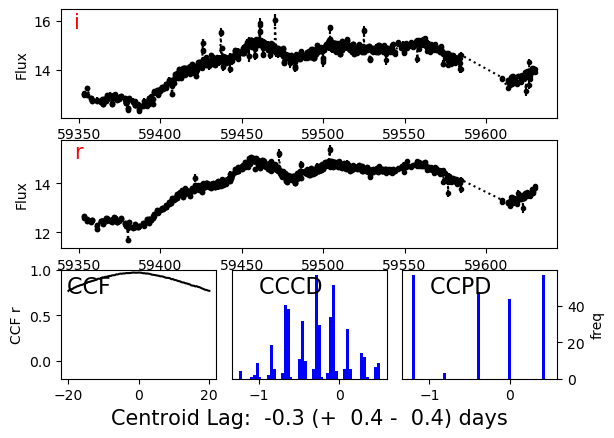 i
Flux
16
14
59350 59400 59450 59500 59550 59600
r
Flux
14
12
59350 59400 59450 59500 59550 59600
CCF
CCF r
1.0
0.5
0.0
−20 0 20
CCCD
−1 0
CCPD
−1 0
40
20
0
freq
Centroid Lag:  -0.3 (+  0.4 -  0.4) days